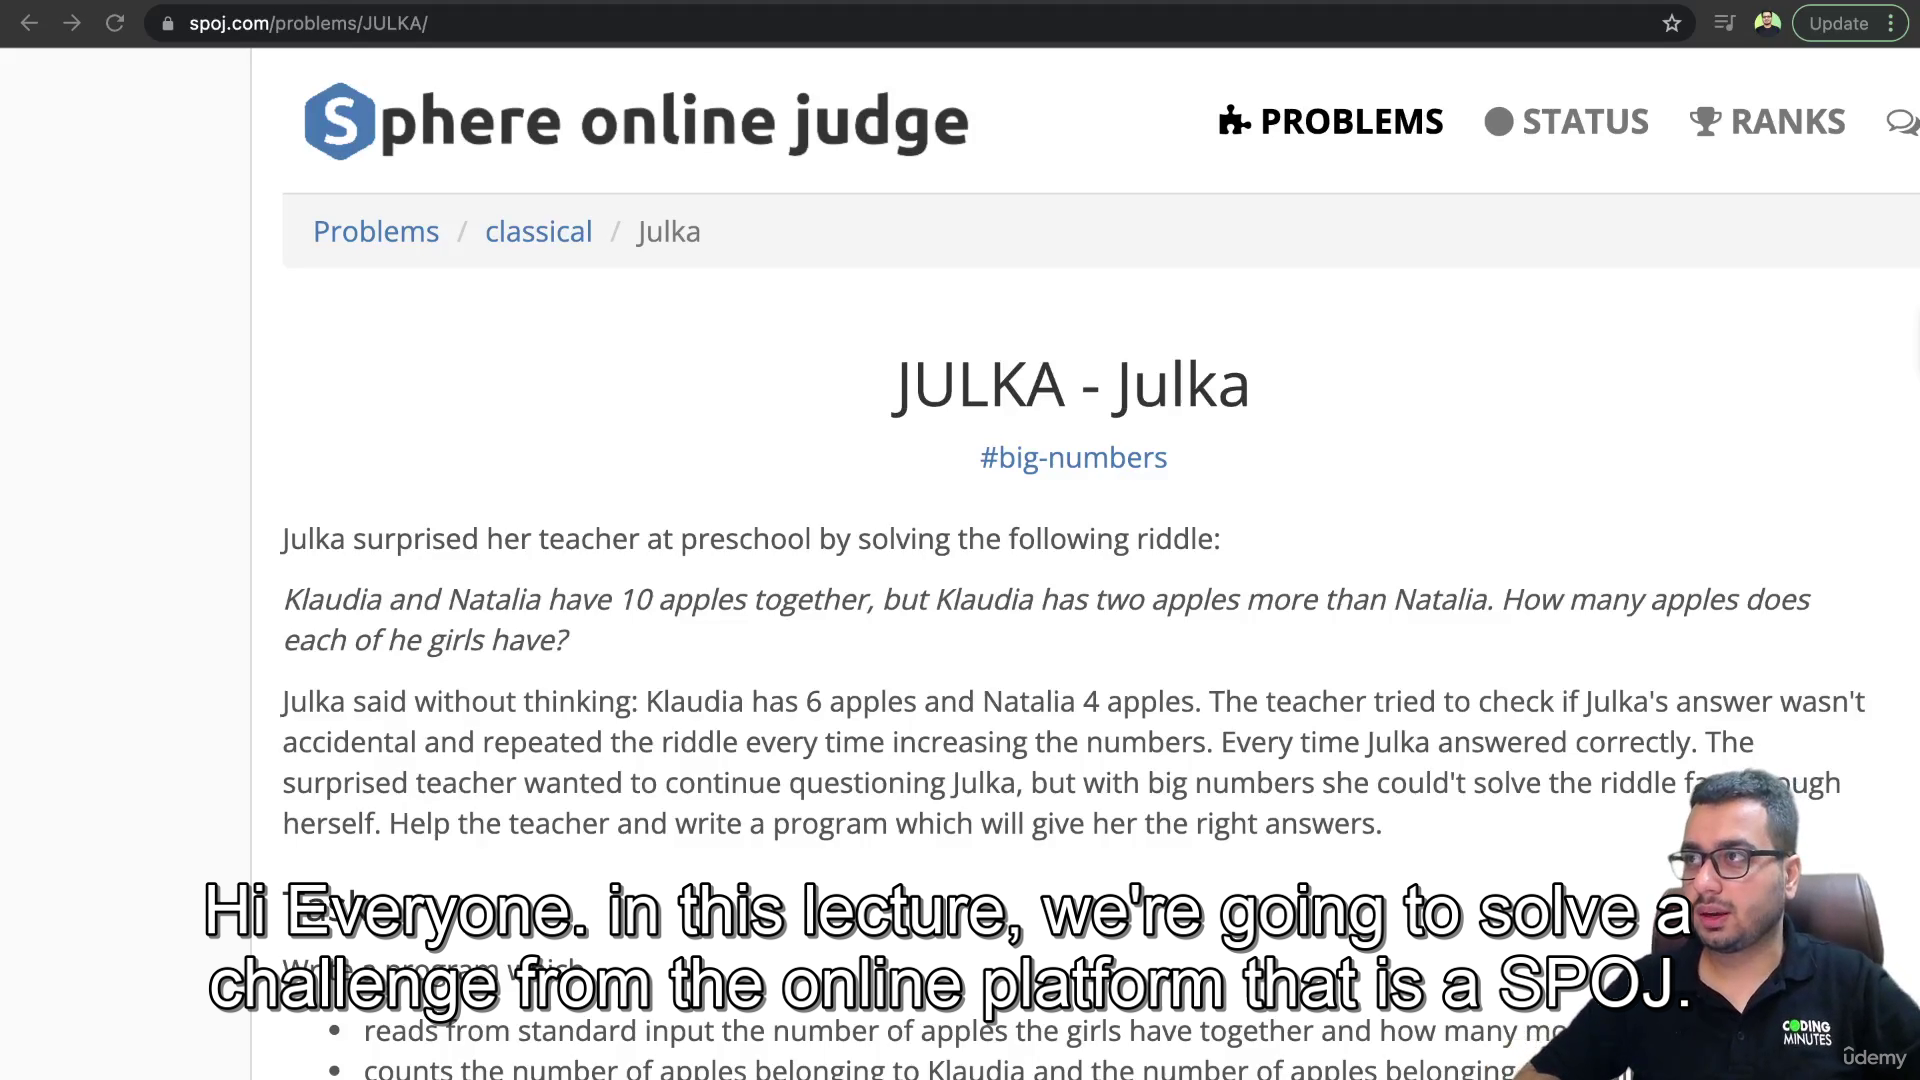 spoj.com/problems/JULKA/
Update
Sphere online judge
PROBLEMS STATUS RANKS
Problems / classical / Julka
JULKA - Julka
#big-numbers
Julka surprised her teacher at preschool by solving the following riddle:
Klaudia and Natalia have 10 apples together, but Klaudia has two apples more than Natalia. How many apples does
each of he girls have?
Julka said without thinking: Klaudia has 6 apples and Natalia 4 apples. The teacher tried to check if Julka's answer wasn't
accidental and repeated the riddle every time increasing the numbers. Every time Julka answered correctly. The
surprised teacher wanted to continue questioning Julka, but with big numbers she could't solve the riddle
herself. Help the teacher and write a program which will give her the right answers.
Hi Everyone. in this lecture, we're going to solve a
challenge from the online platform that is a SPOJ.
Write a program which
reads from standard input the number of apples the girls have together and how many
counts the number of apples belonging to Klaudia and the number of apples belonging
CODING
MINUTES
udemy